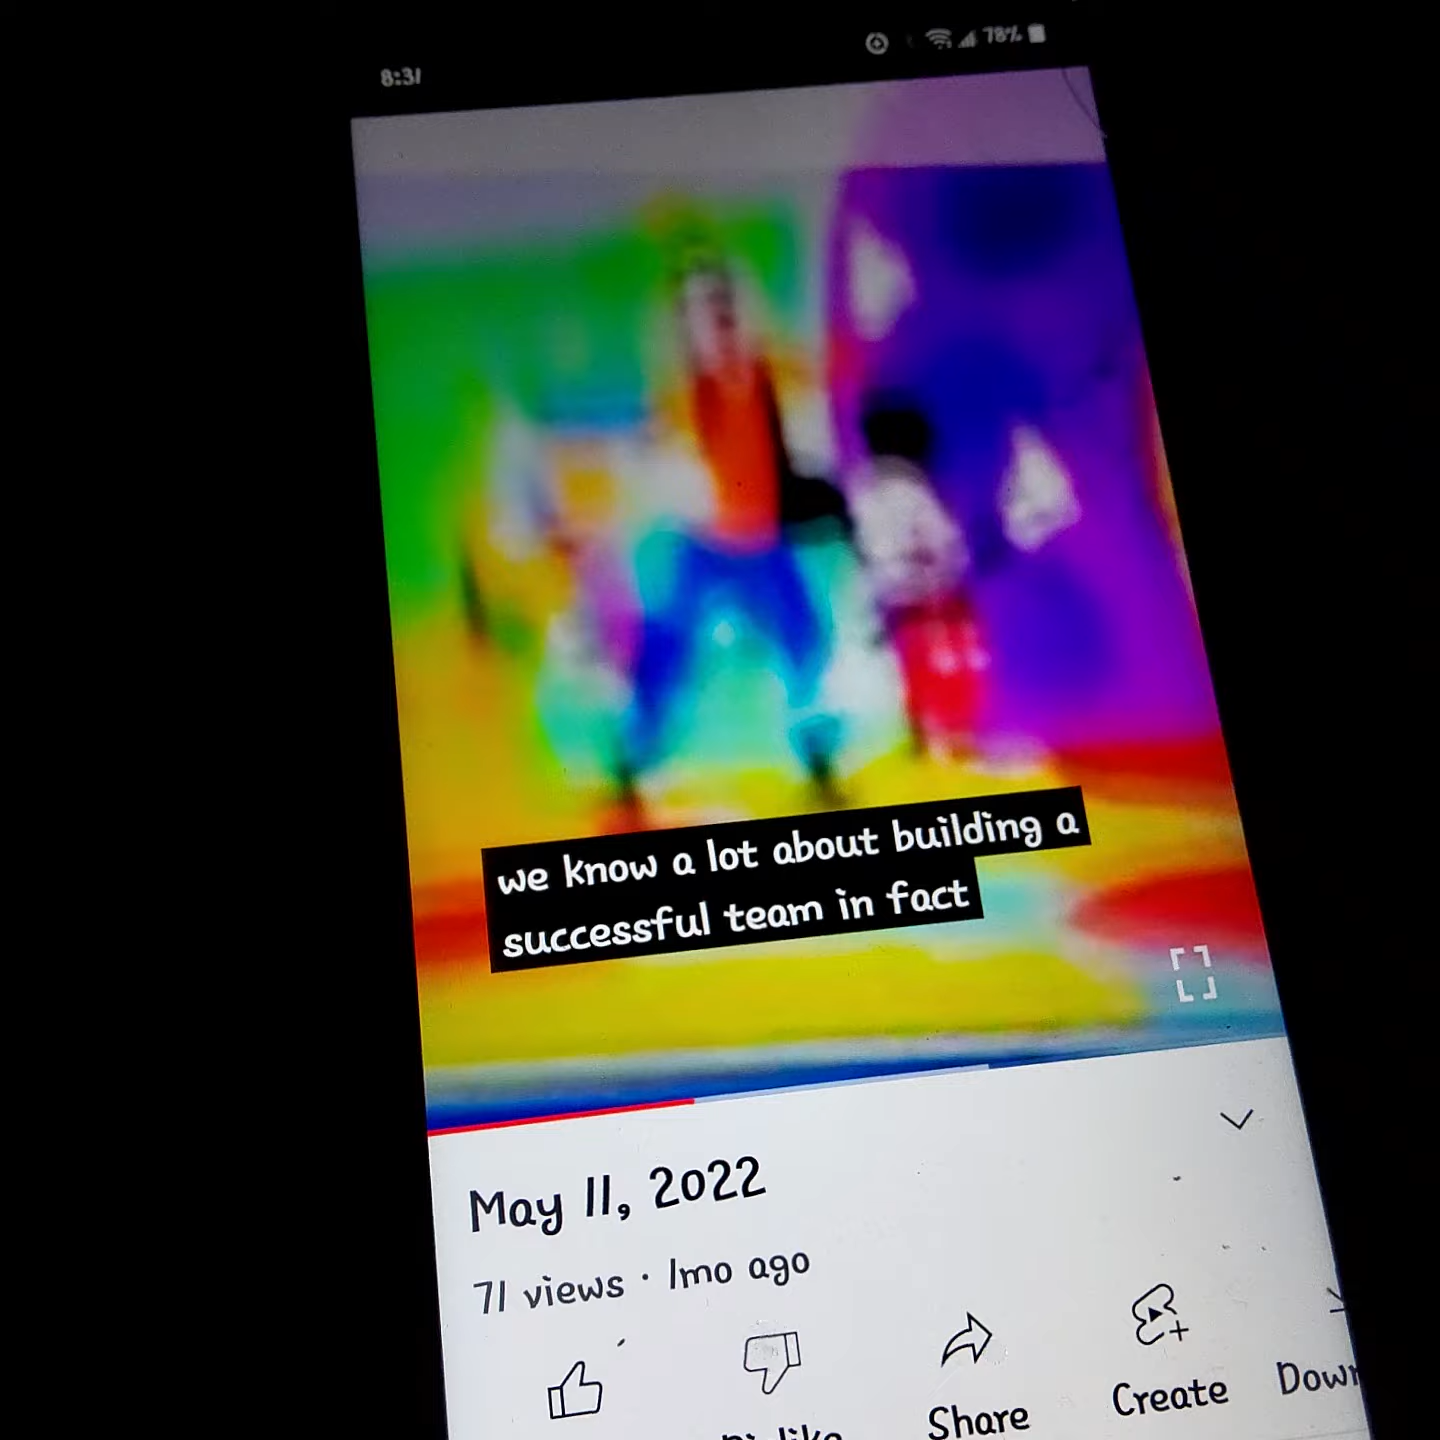 8:31
78%
we know a lot about building a
successful team in fact
May 11, 2022
71 views · 1mo ago
Share
Create